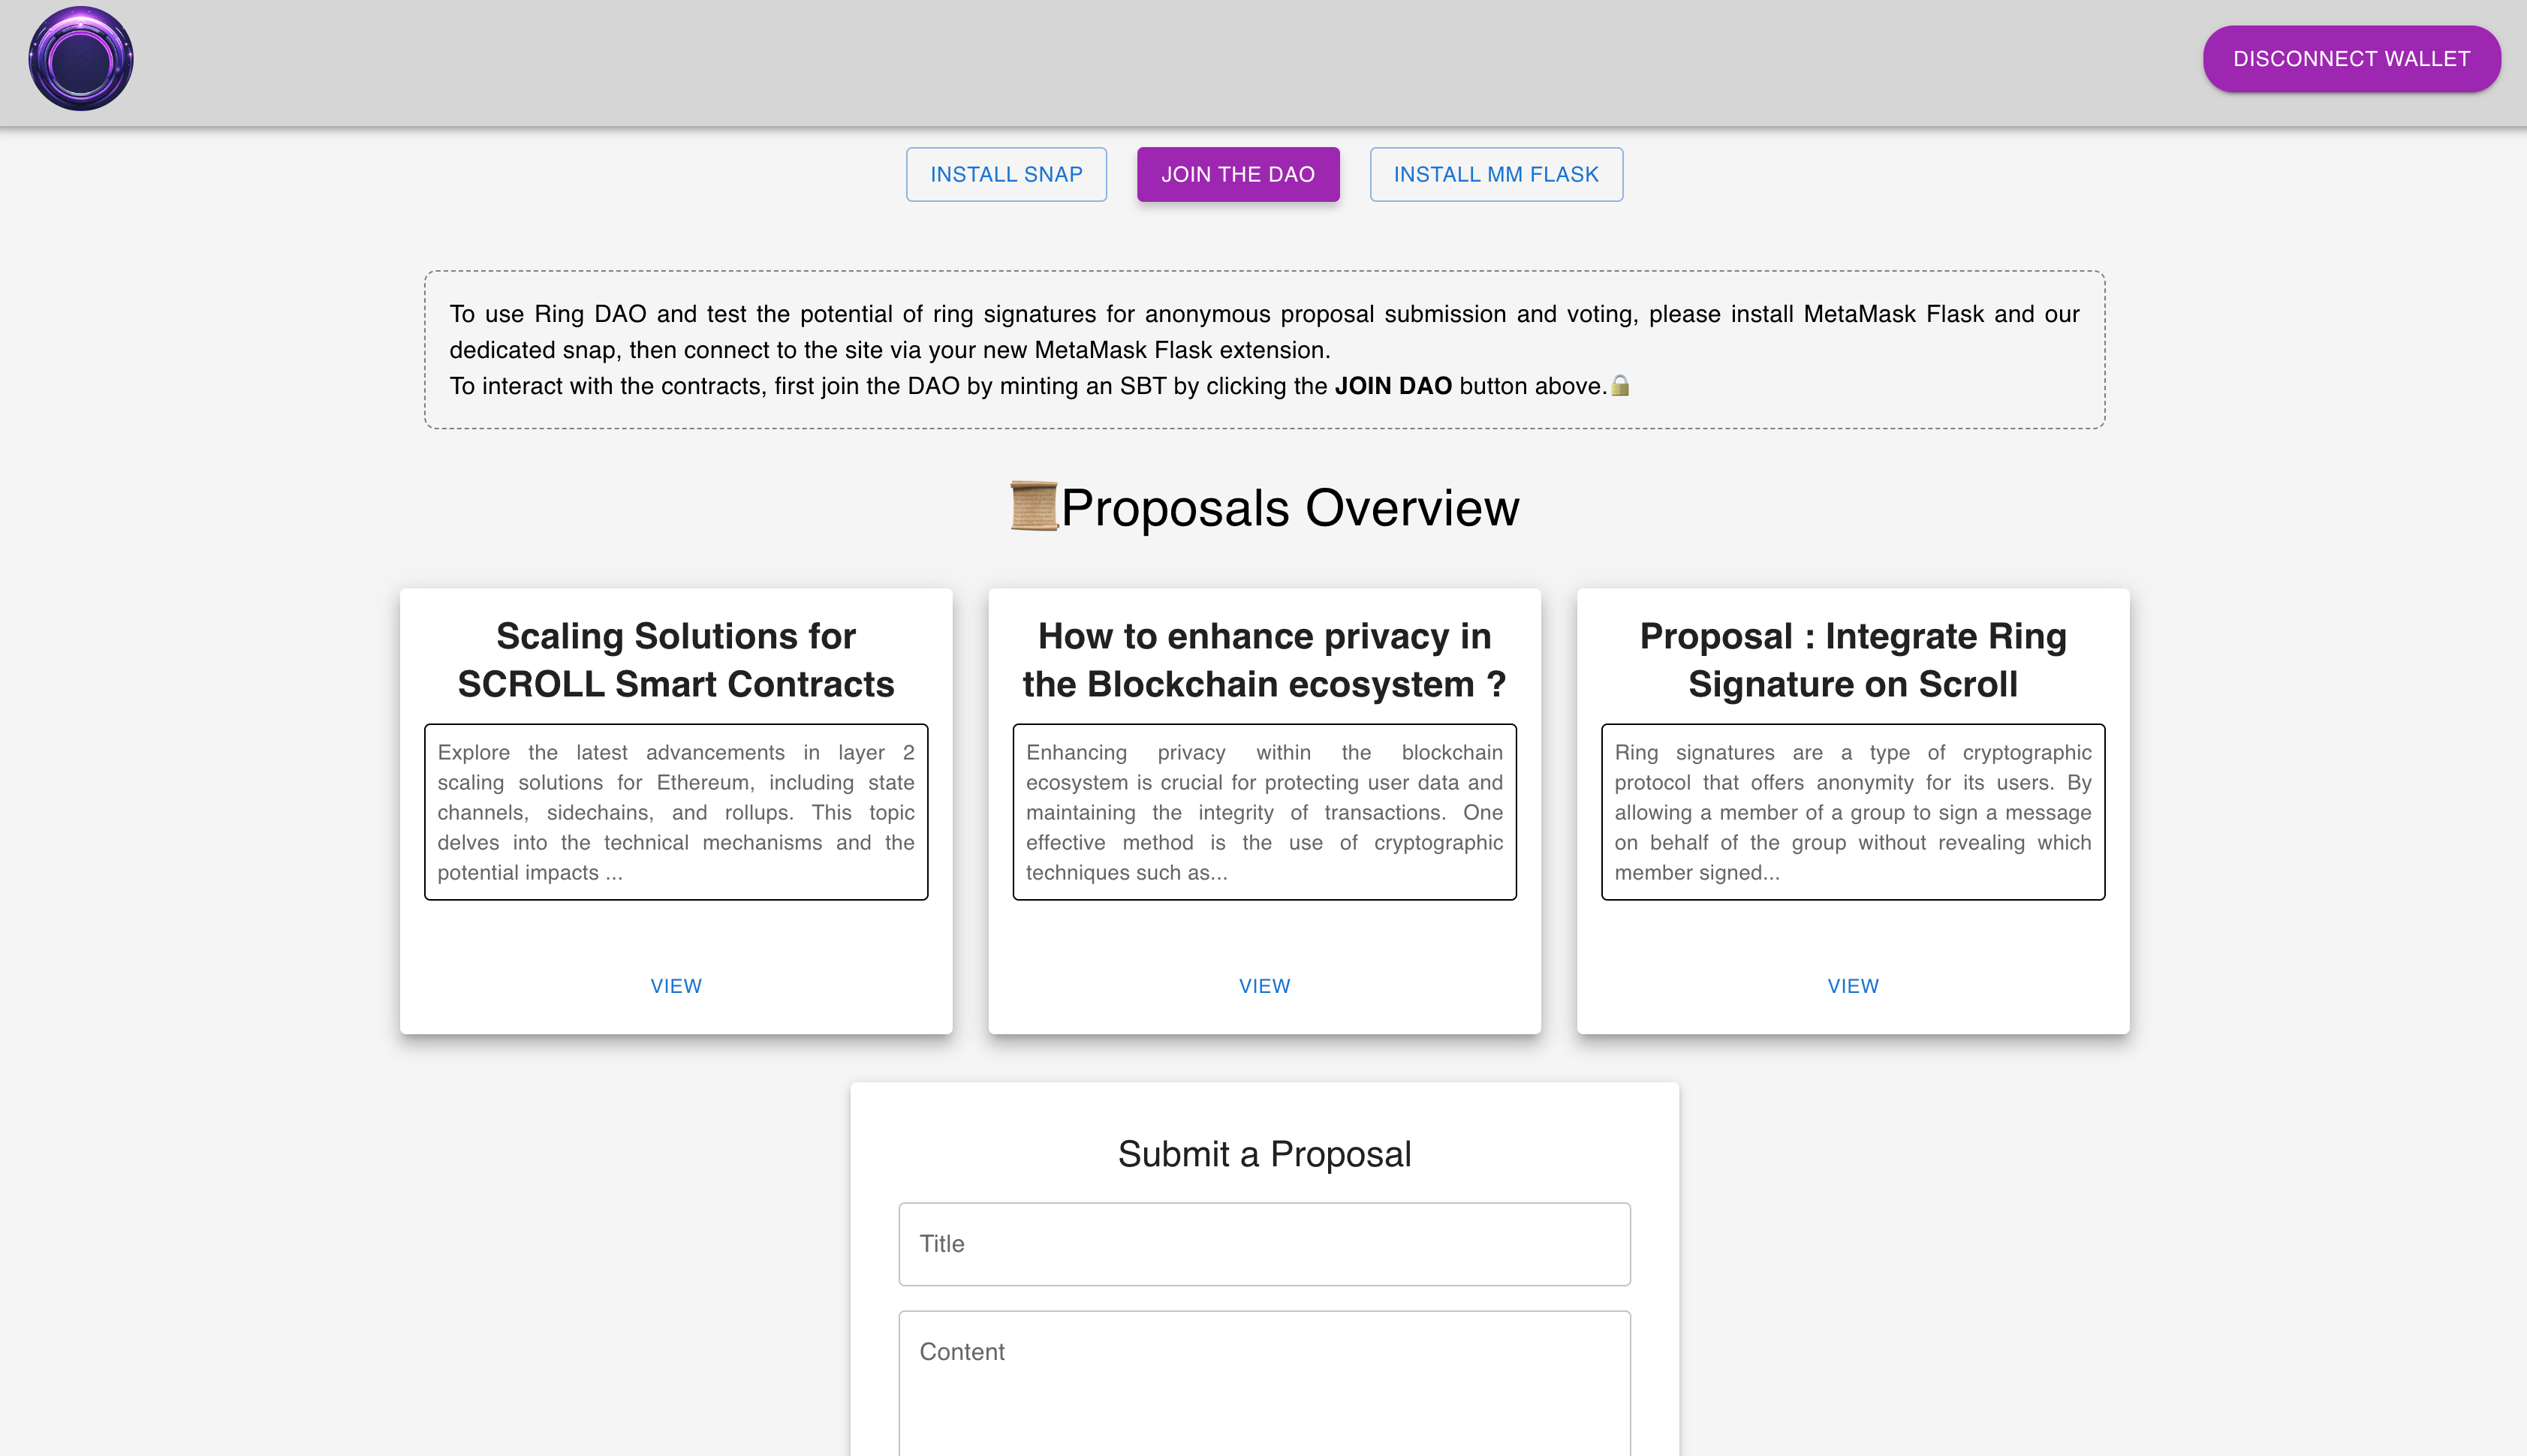 DISCONNECT WALLET
INSTALL SNAP
JOIN THE DAO
INSTALL MM FLASK
To use Ring DAO and test the potential of ring signatures for anonymous proposal submission and voting, please install MetaMask Flask and our
dedicated snap, then connect to the site via your new MetaMask Flask extension.
To interact with the contracts, first join the DAO by minting an SBT by clicking the JOIN DAO button above.🔒
📜Proposals Overview
Scaling Solutions for
SCROLL Smart Contracts
Explore the latest advancements in layer 2
scaling solutions for Ethereum, including state
channels, sidechains, and rollups. This topic
delves into the technical mechanisms and the
potential impacts ...
VIEW
How to enhance privacy in
the Blockchain ecosystem ?
Enhancing privacy within the blockchain
ecosystem is crucial for protecting user data and
maintaining the integrity of transactions. One
effective method is the use of cryptographic
techniques such as...
VIEW
Proposal : Integrate Ring
Signature on Scroll
Ring signatures are a type of cryptographic
protocol that offers anonymity for its users. By
allowing a member of a group to sign a message
on behalf of the group without revealing which
member signed...
VIEW
Submit a Proposal
Title
Content